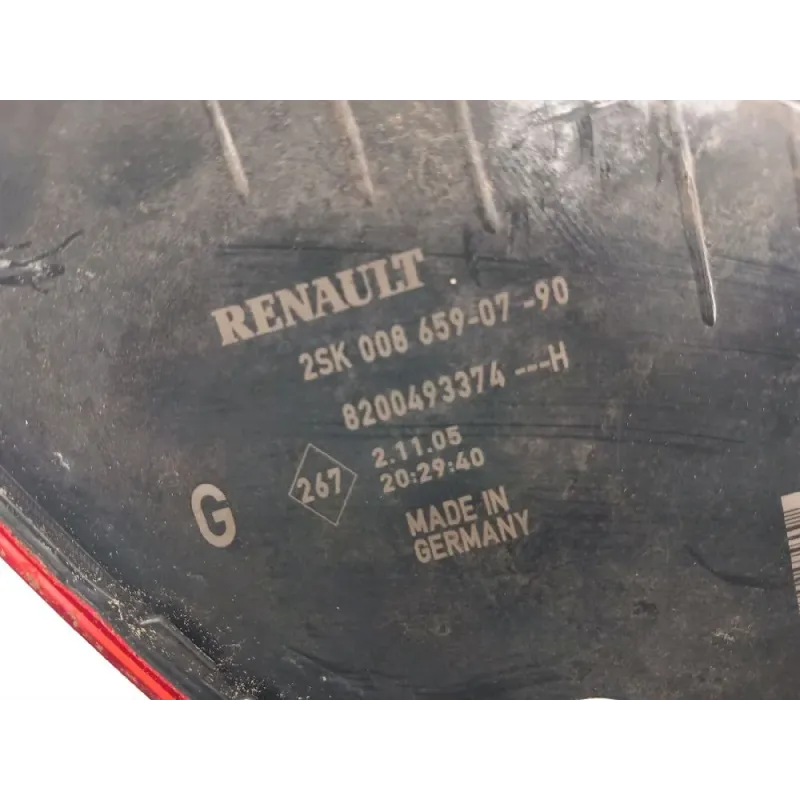 RENAULT
2SK 008 659-07 -90
8200493374 ---H
267
2.11.05
20:29:40
G
MADE IN
GERMANY